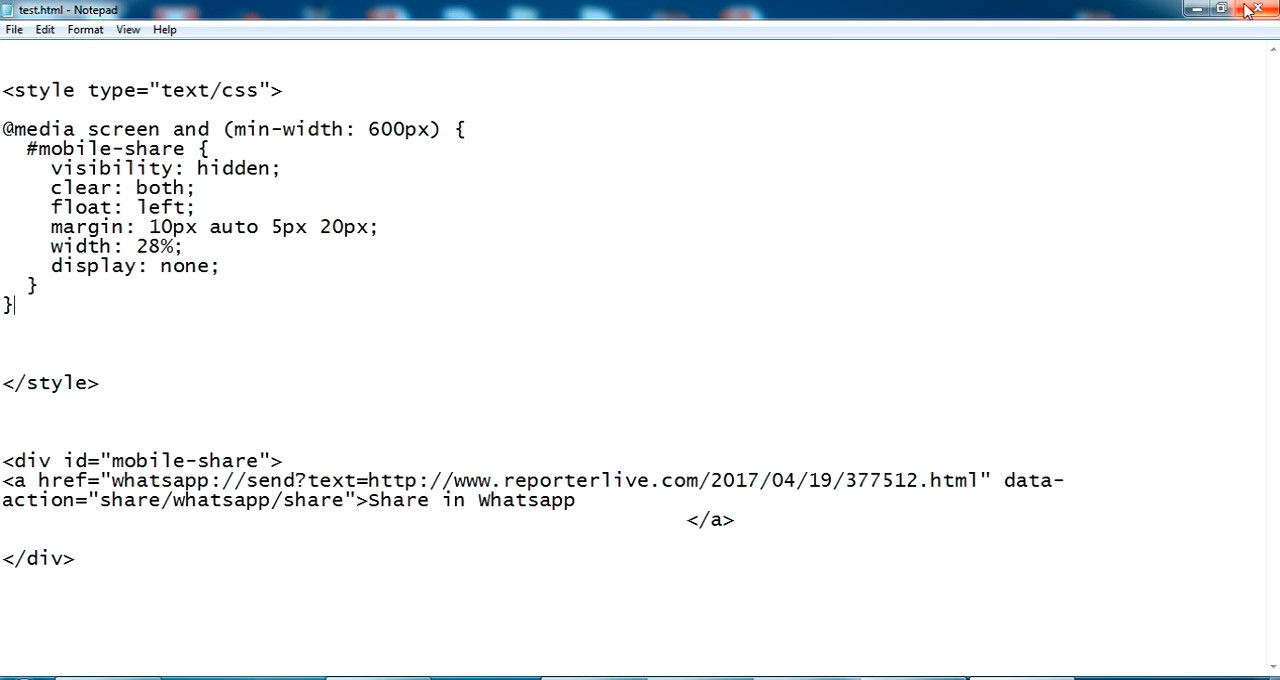 test.html - Notepad
File Edit Format View Help
<style type="text/css">
@media screen and (min-width: 600px) {
#mobile-share {
visibility: hidden;
clear: both;
float: left;
margin: 10px auto 5px 20px;
width: 28%;
display: none;
}
}
</style>
<div id="mobile-share">
<a href="whatsapp://send?text=http://www.reporterlive.com/2017/04/19/377512.html" data-
action="share/whatsapp/share">Share in Whatsapp
</a>
</div>